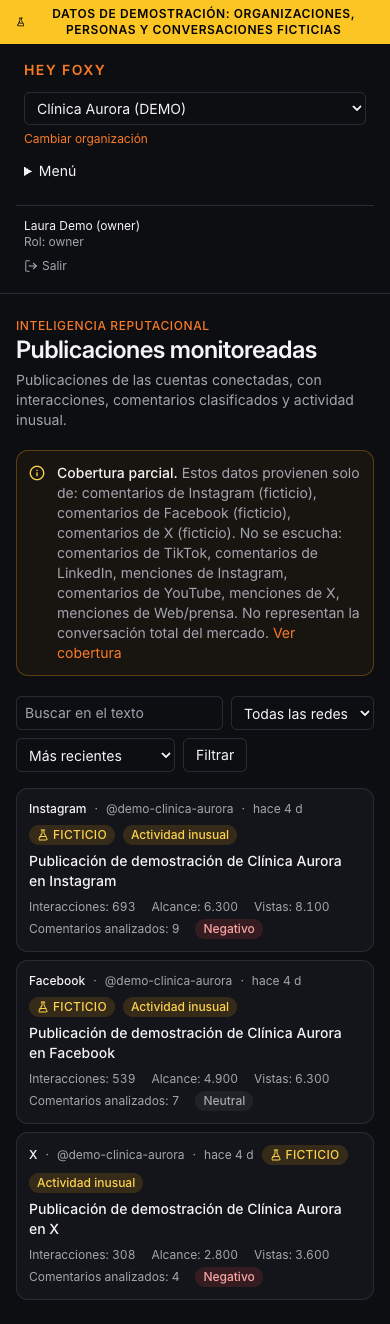 DATOS DE DEMOSTRACIÓN: ORGANIZACIONES,
PERSONAS Y CONVERSACIONES FICTICIAS
HEY FOXY
Clínica Aurora (DEMO)
Cambiar organización
Menú
Laura Demo (owner)
Rol: owner
Salir
INTELIGENCIA REPUTACIONAL
Publicaciones monitoreadas
Publicaciones de las cuentas conectadas, con
interacciones, comentarios clasificados y actividad
inusual.
Cobertura parcial. Estos datos provienen solo
de: comentarios de Instagram (ficticio),
comentarios de Facebook (ficticio),
comentarios de X (ficticio). No se escucha:
comentarios de TikTok, comentarios de
LinkedIn, menciones de Instagram,
comentarios de YouTube, menciones de X,
menciones de Web/prensa. No representan la
conversación total del mercado. Ver
cobertura
Buscar en el texto Todas las redes
Más recientes Filtrar
Instagram · @demo-clinica-aurora · hace 4 d
FICTICIO Actividad inusual
Publicación de demostración de Clínica Aurora
en Instagram
Interacciones: 693 Alcance: 6.300 Vistas: 8.100
Comentarios analizados: 9 Negativo
Facebook · @demo-clinica-aurora · hace 4 d
FICTICIO Actividad inusual
Publicación de demostración de Clínica Aurora
en Facebook
Interacciones: 539 Alcance: 4.900 Vistas: 6.300
Comentarios analizados: 7 Neutral
X · @demo-clinica-aurora · hace 4 d FICTICIO
Actividad inusual
Publicación de demostración de Clínica Aurora
en X
Interacciones: 308 Alcance: 2.800 Vistas: 3.600
Comentarios analizados: 4 Negativo